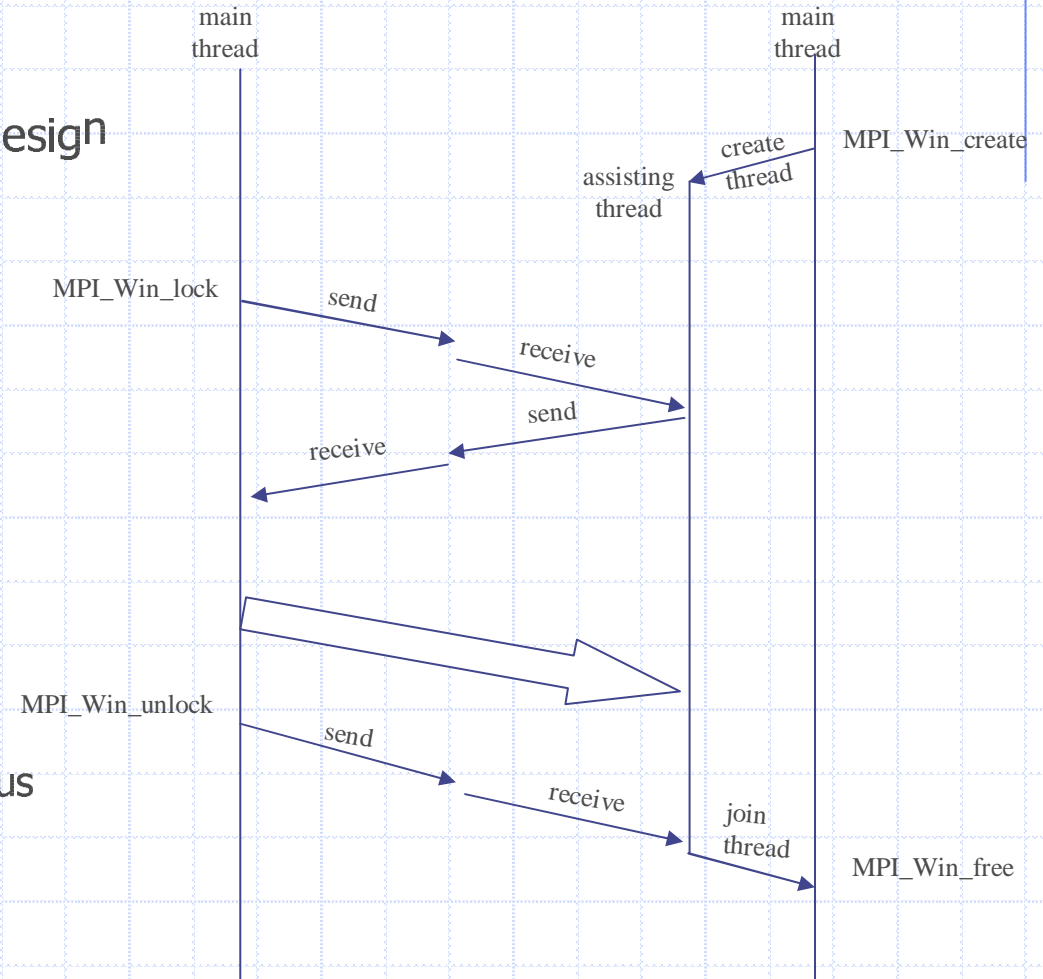 main
thread
main
thread
esign
MPI_Win_create
create
thread
assisting
thread
MPI_Win_lock
send
receive
send
receive
MPI_Win_unlock
send
us
receive
join
thread
MPI_Win_free